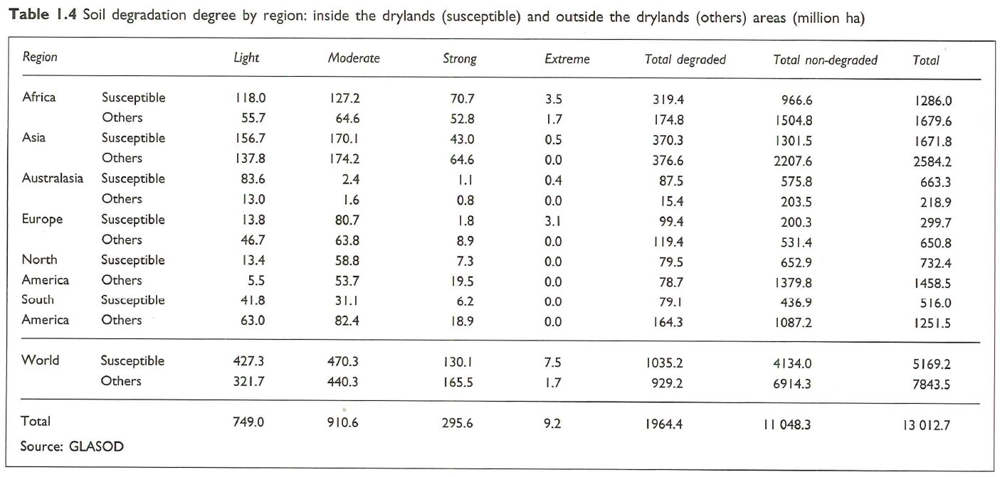 Table 1.4 Soil degradation degree by region: inside the drylands (susceptible) and outside the drylands (others) areas (million ha)
Region Light Moderate Strong Extreme Total degraded Total non-degraded Total
Africa Susceptible 118.0 127.2 70.7 3.5 319.4 966.6 1286.0
Others 55.7 64.6 52.8 1.7 174.8 1504.8 1679.6
Asia Susceptible 156.7 170.1 43.0 0.5 370.3 1301.5 1671.8
Others 137.8 174.2 64.6 0.0 376.6 2207.6 2584.2
Australasia Susceptible 83.6 2.4 1.1 0.4 87.5 575.8 663.3
Others 13.0 1.6 0.8 0.0 15.4 203.5 218.9
Europe Susceptible 13.8 80.7 1.8 3.1 99.4 200.3 299.7
Others 46.7 63.8 8.9 0.0 119.4 531.4 650.8
North Susceptible 13.4 58.8 7.3 0.0 79.5 652.9 732.4
America Others 5.5 53.7 19.5 0.0 78.7 1379.8 1458.5
South Susceptible 41.8 31.1 6.2 0.0 79.1 436.9 516.0
America Others 63.0 82.4 18.9 0.0 164.3 1087.2 1251.5
World Susceptible 427.3 470.3 130.1 7.5 1035.2 4134.0 5169.2
Others 321.7 440.3 165.5 1.7 929.2 6914.3 7843.5
Total 749.0 910.6 295.6 9.2 1964.4 11 048.3 13 012.7
Source: GLASOD